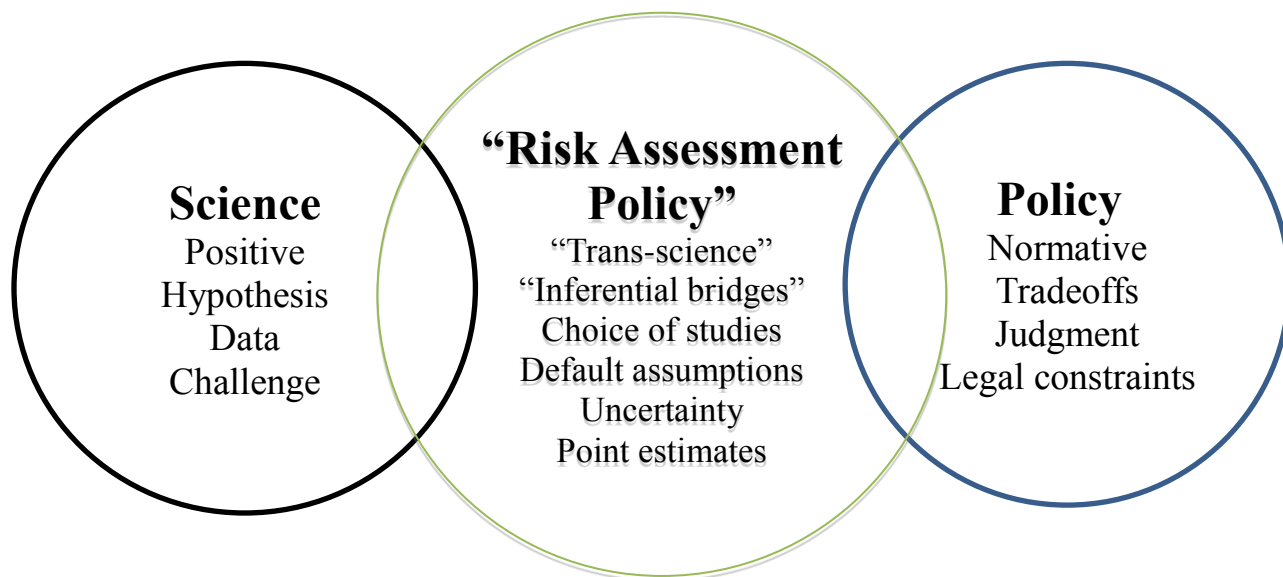 Science
Positive
Hypothesis
Data
Challenge
“Risk Assessment
Policy”
“Trans-science”
“Inferential bridges”
Choice of studies
Default assumptions
Uncertainty
Point estimates
Policy
Normative
Tradeoffs
Judgment
Legal constraints